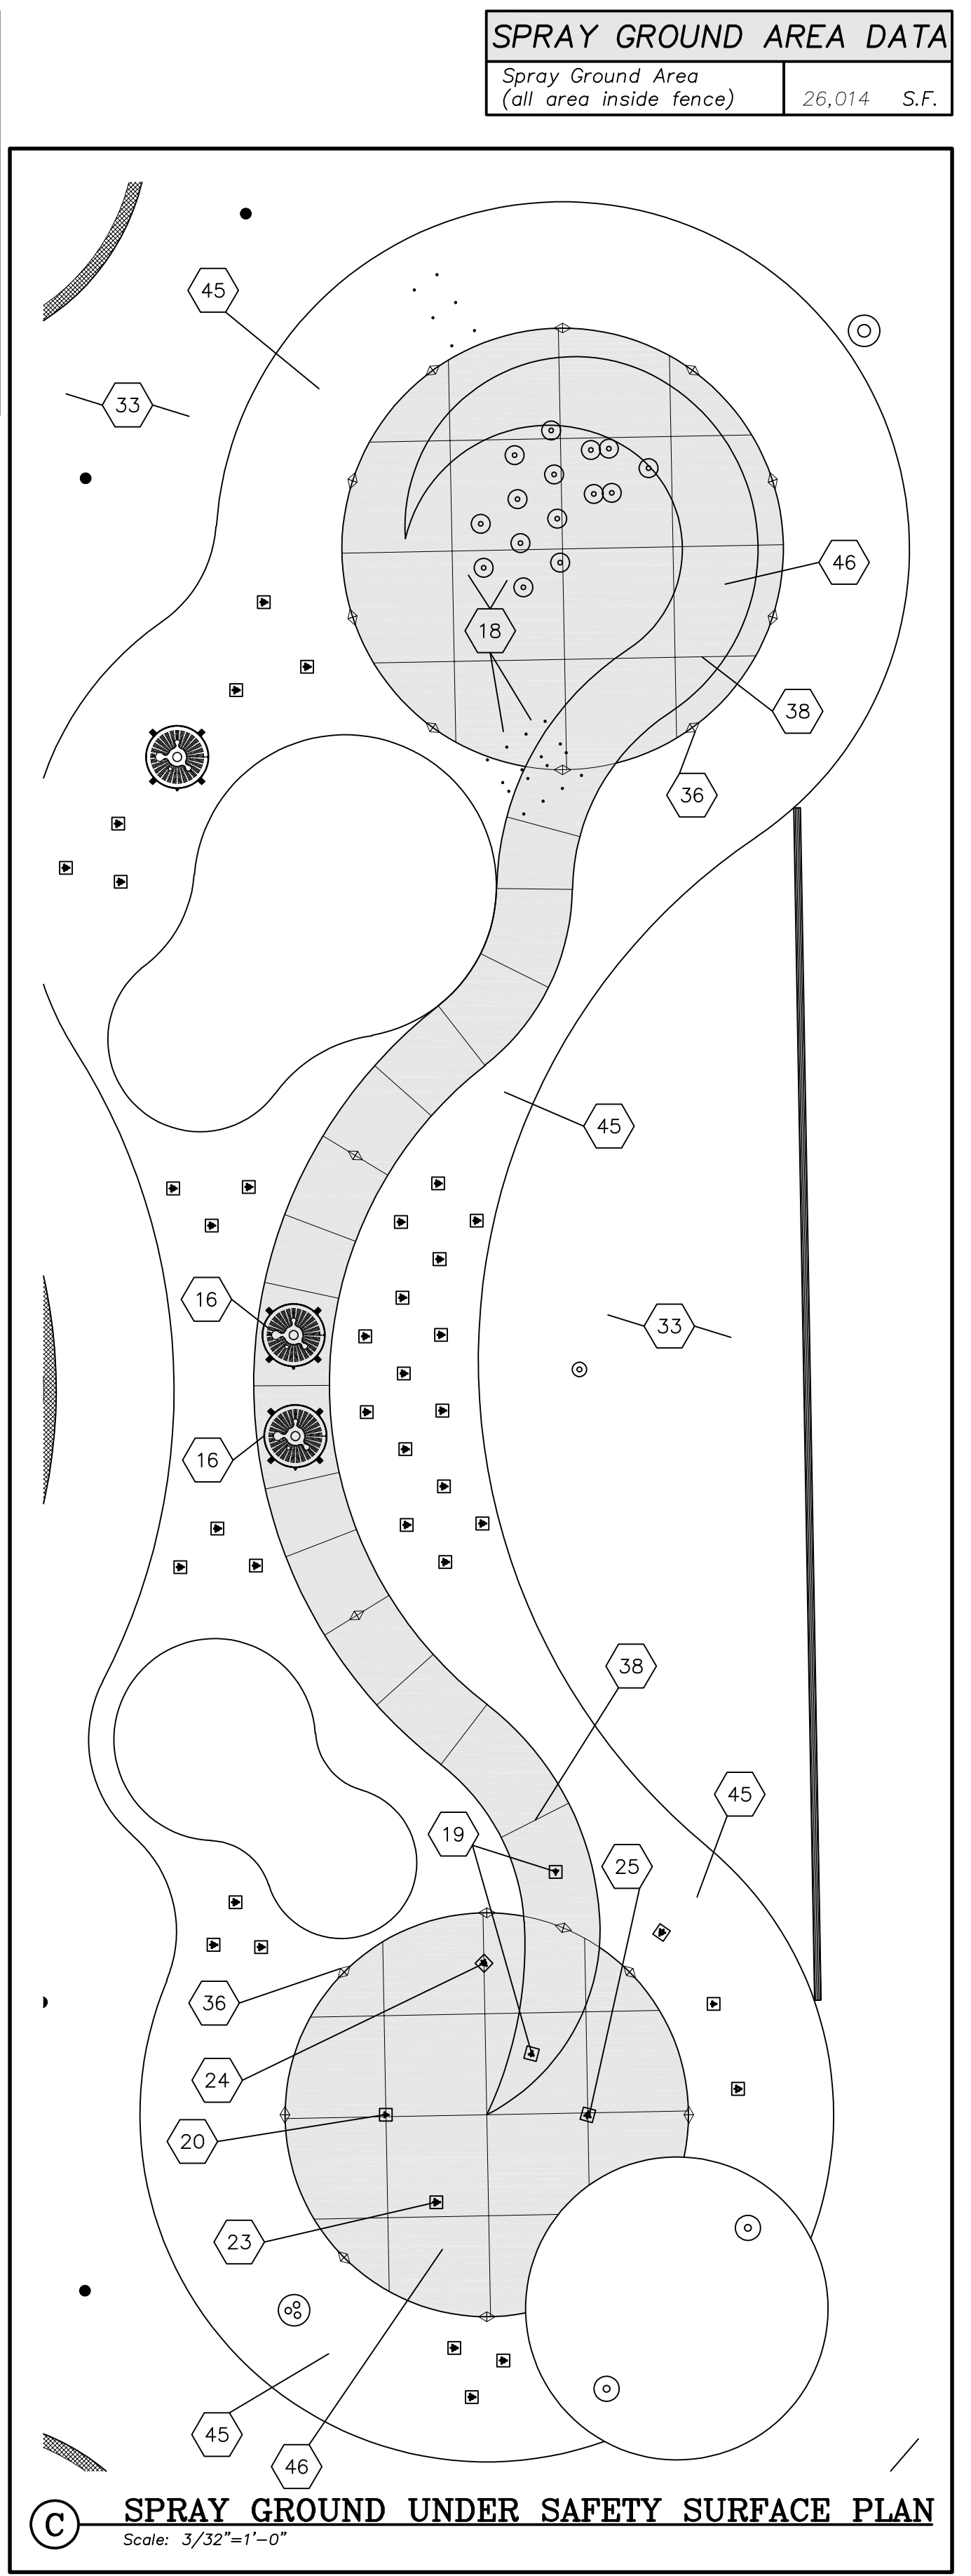 SPRAY GROUND AREA DATA
Spray Ground Area
(all area inside fence)
26,014 S.F.
45
33
46
18
38
36
45
16
33
16
38
45
19
25
36
24
20
23
45
46
C
SPRAY GROUND UNDER SAFETY SURFACE PLAN
Scale: 3/32"=1'-0"